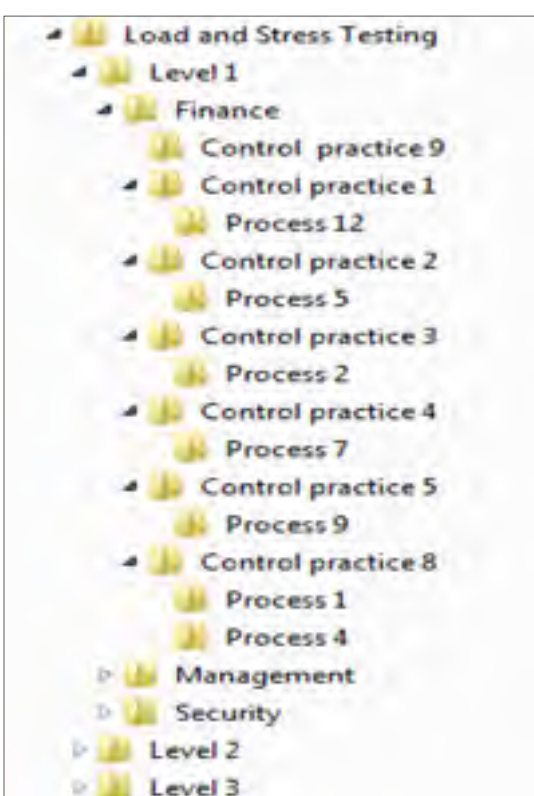 Load and Stress Testing
Level 1
Finance
Control practice 9
Control practice 1
Process 12
Control practice 2
Process 5
Control practice 3
Process 2
Control practice 4
Process 7
Control practice 5
Process 9
Control practice 8
Process 1
Process 4
Management
Security
Level 2
Level 3